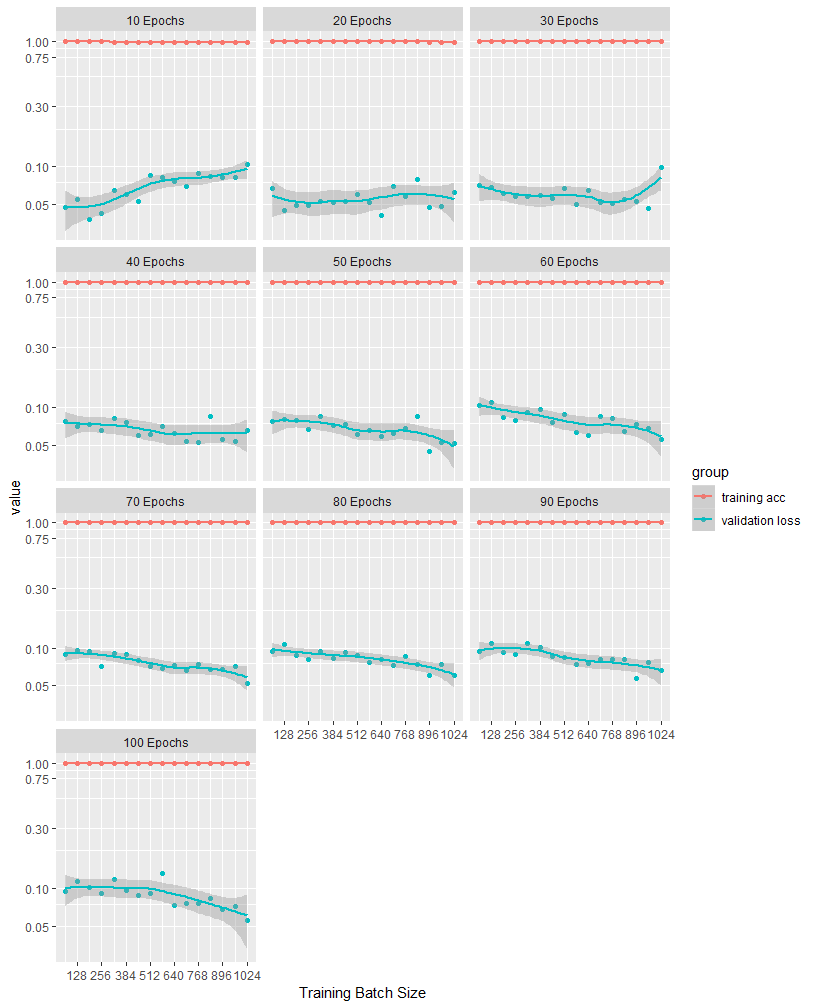 10 Epochs 20 Epochs 30 Epochs
1.00
0.75
0.30
0.10
0.05
40 Epochs 50 Epochs 60 Epochs
1.00
0.75
0.30
0.10
0.05
group
training acc
validation loss
value
70 Epochs 80 Epochs 90 Epochs
1.00
0.75
0.30
0.10
0.05
128 256 384 512 640 768 896 1024 128 256 384 512 640 768 896 1024
100 Epochs
1.00
0.75
0.30
0.10
0.05
128 256 384 512 640 768 896 1024
Training Batch Size